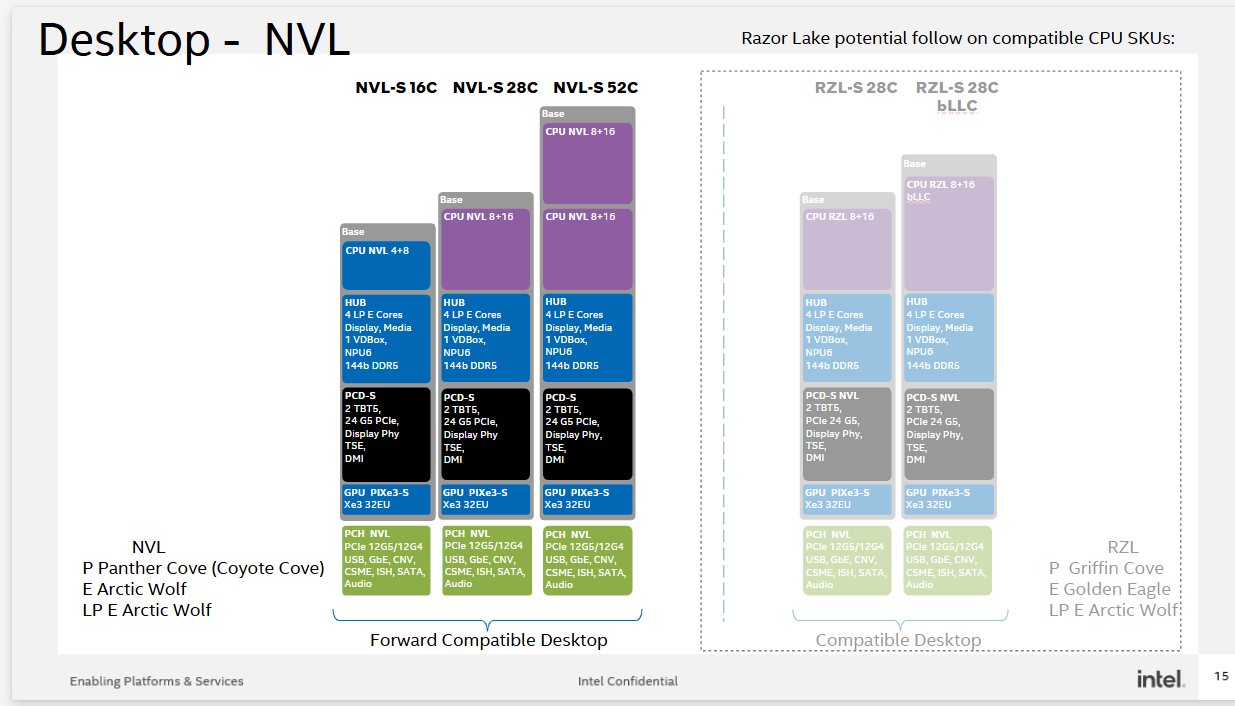 Desktop - NVL
Razor Lake potential follow on compatible CPU SKUs:
NVL-S 16C
NVL-S 28C
NVL-S 52C
RZL-S 28C
RZL-S 28C
bLLC
Base
CPU NVL 4+8
HUB
4 LP E Cores
Display, Media
1 VDBox,
NPU6
144b DDR5
PCD-S
2 TBT5,
24 G5 PCIe,
Display Phy
TSE,
DMI
GPU PIXe3-S
Xe3 32EU
PCH NVL
PCIe 12G5/12G4
USB, GbE, CNV,
CSME, ISH, SATA,
Audio
Base
CPU NVL 8+16
HUB
4 LP E Cores
Display, Media
1 VDBox,
NPU6
144b DDR5
PCD-S
2 TBT5,
24 G5 PCIe,
Display Phy
TSE,
DMI
GPU PIXe3-S
Xe3 32EU
PCH NVL
PCIe 12G5/12G4
USB, GbE, CNV,
CSME, ISH, SATA,
Audio
Base
CPU NVL 8+16
CPU NVL 8+16
HUB
4 LP E Cores
Display, Media
1 VDBox,
NPU6
144b DDR5
PCD-S
2 TBT5,
24 G5 PCIe,
Display Phy,
TSE,
DMI
GPU PIXe3-S
Xe3 32EU
PCH NVL
PCIe 12G5/12G4
USB, GbE, CNV,
CSME, ISH, SATA,
Audio
Base
CPU RZL 8+16
HUB
4 LP E Cores
Display, Media
1 VDBox,
NPU6
144b DDR5
PCD-S NVL
2 TBT5,
PCIe 24 G5,
Display Phy,
TSE,
DMI
GPU PIXe3-S
Xe3 32EU
PCH NVL
PCIe 12G5/12G4
USB, GbE, CNV,
CSME, ISH, SATA,
Audio
Base
CPU RZL 8+16
bLLC
HUB
4 LP E Cores
Display, Media
1 VDBox,
NPU6
144b DDR5
PCD-S NVL
2 TBT5,
PCIe 24 G5,
Display Phy,
TSE,
DMI
GPU PIXe3-S
Xe3 32EU
PCH NVL
PCIe 12G5/12G4
USB, GbE, CNV,
CSME, ISH, SATA,
Audio
NVL
P Panther Cove (Coyote Cove)
E Arctic Wolf
LP E Arctic Wolf
RZL
P Griffin Cove
E Golden Eagle
LP E Arctic Wolf
Forward Compatible Desktop
Compatible Desktop
Enabling Platforms & Services
Intel Confidential
intel.
15